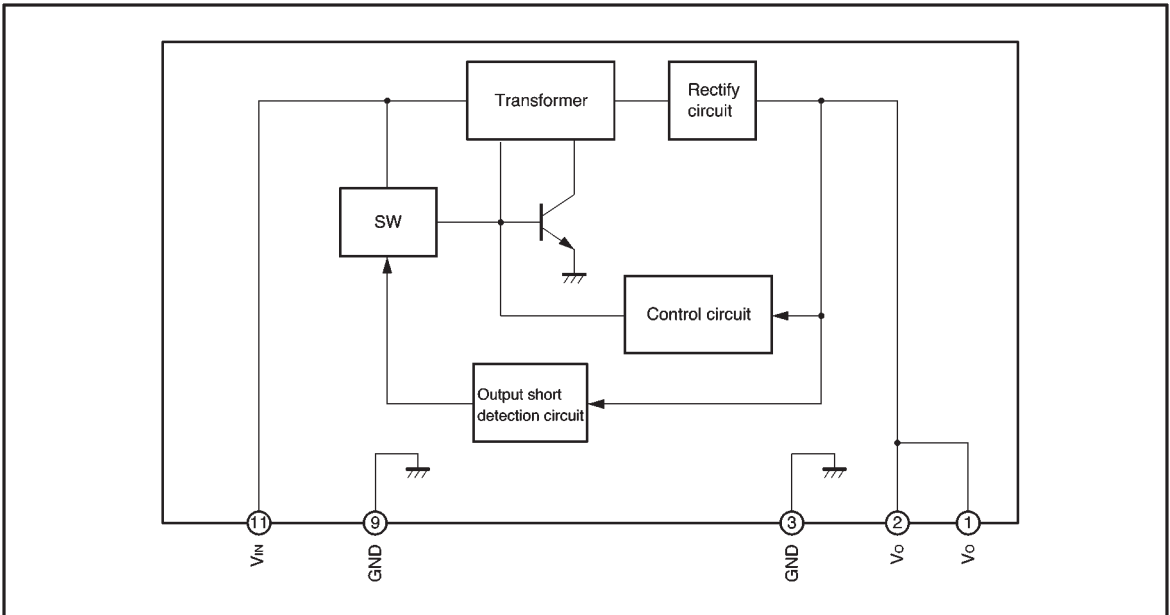 Transformer
Rectify
circuit
SW
Control circuit
Output short
detection circuit
11
9
3
2
1
VIN
GND
GND
VO
VO